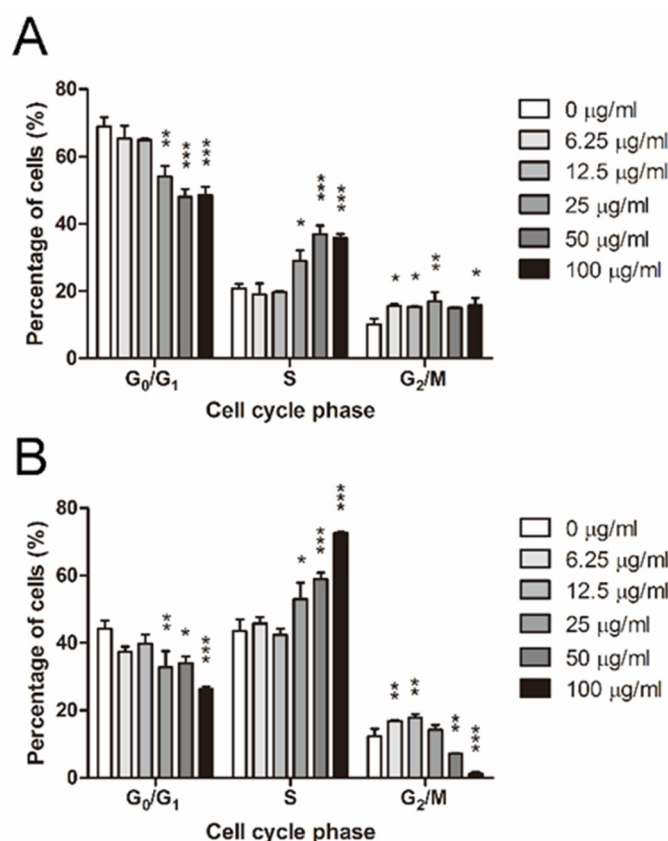 A
Percentage of cells (%)
80
60
40
20
0
** *** ***
* *** ***
* * ** *
G₀/G₁ S G₂/M
Cell cycle phase
0 μg/ml
6.25 μg/ml
12.5 μg/ml
25 μg/ml
50 μg/ml
100 μg/ml
B
Percentage of cells (%)
80
60
40
20
0
** * ***
* *** ***
** ** ** ***
G₀/G₁ S G₂/M
Cell cycle phase
0 μg/ml
6.25 μg/ml
12.5 μg/ml
25 μg/ml
50 μg/ml
100 μg/ml